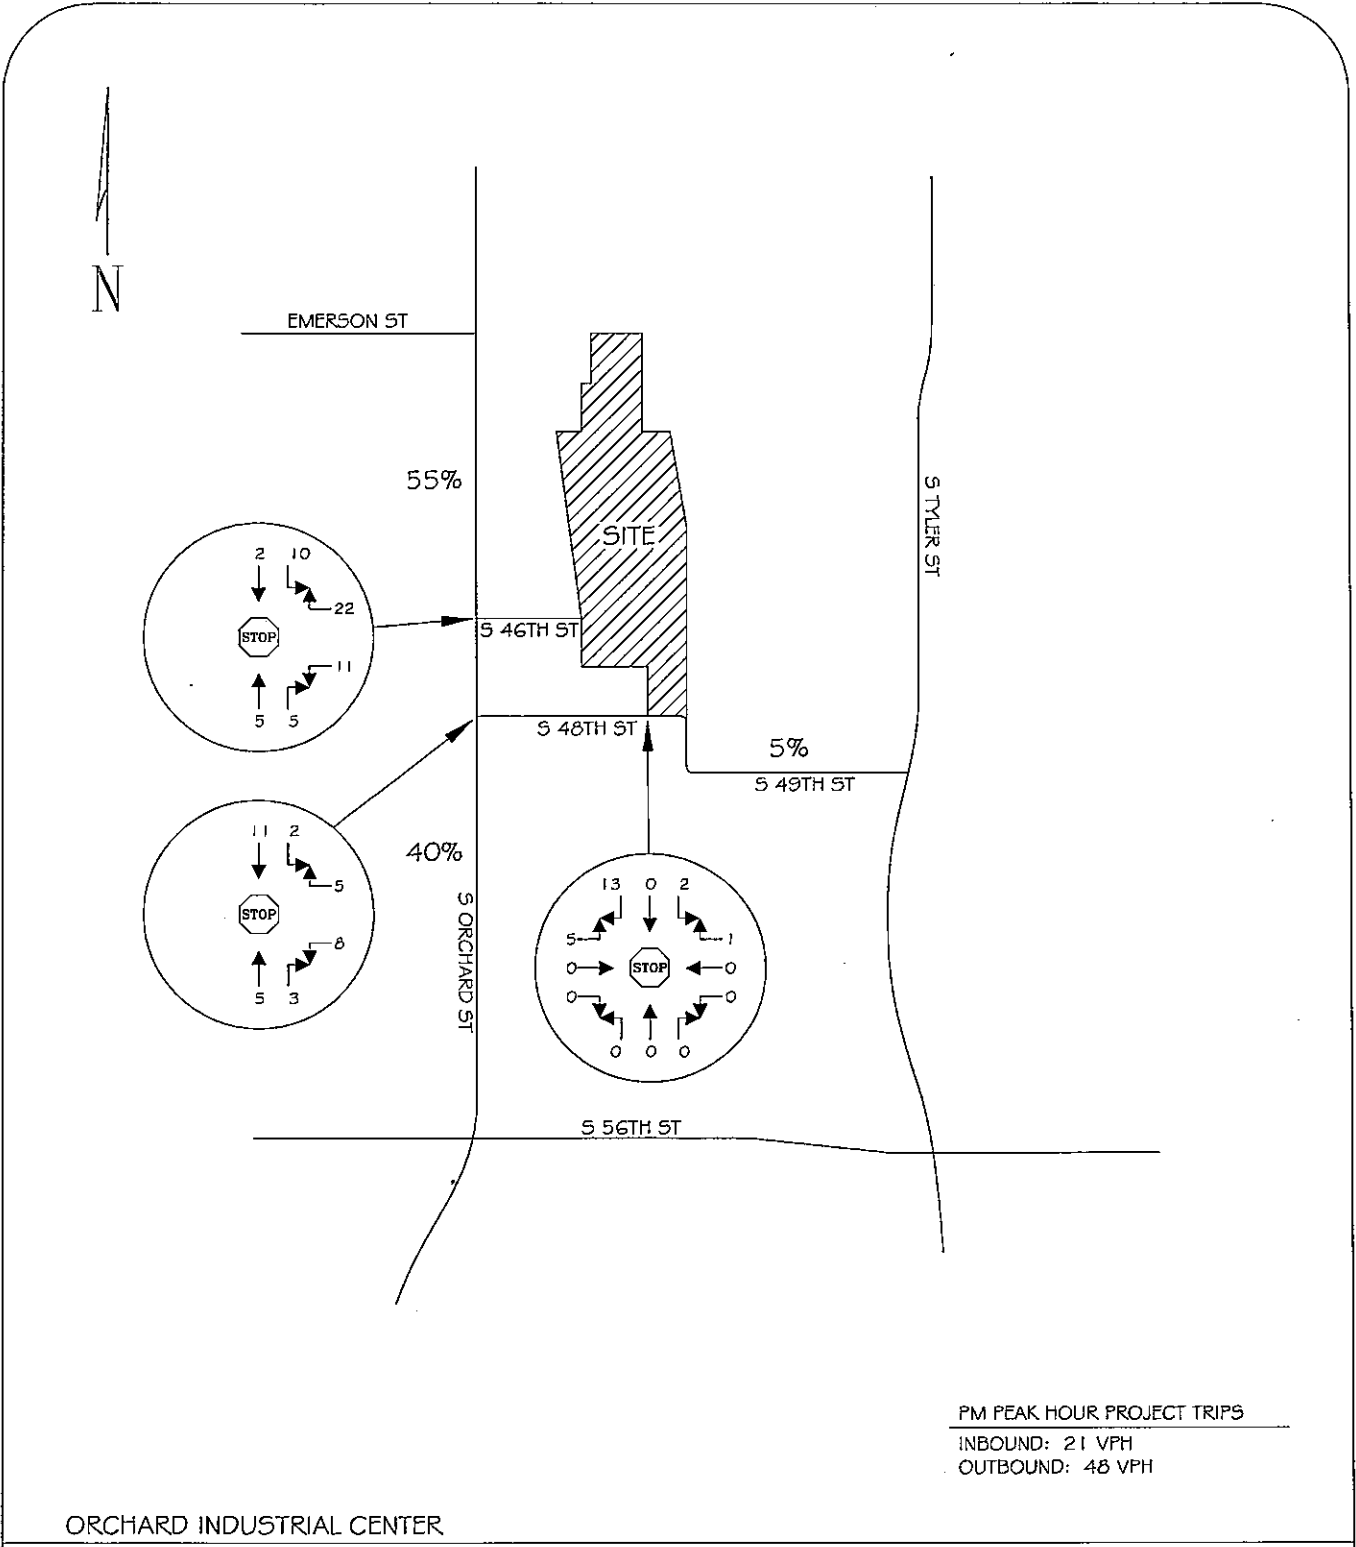 N
EMERSON ST
55%
S TYLER ST
SITE
2 10
22
STOP
11
5 5
S 46TH ST
S 48TH ST
5%
S 49TH ST
11 2
5
STOP
8
5 3
40%
S ORCHARD ST
13 0 2
5 1
0 STOP 0
0 0
0 0 0
S 56TH ST
PM PEAK HOUR PROJECT TRIPS
INBOUND: 21 VPH
OUTBOUND: 48 VPH
ORCHARD INDUSTRIAL CENTER